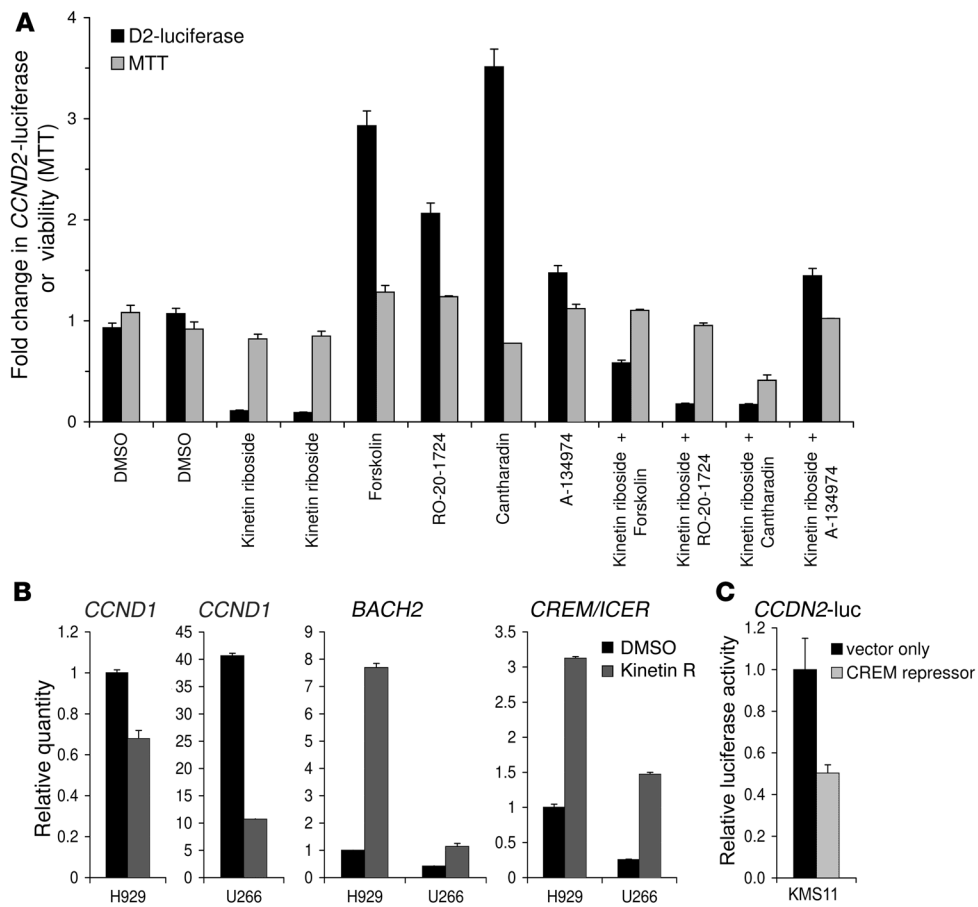 A
D2-luciferase
MTT
Fold change in CCND2-luciferase
or viability (MTT)
4
3
2
1
0
DMSO
DMSO
Kinetin riboside
Kinetin riboside
Forskolin
RO-20-1724
Cantharadin
A-134974
Kinetin riboside +
Forskolin
Kinetin riboside +
RO-20-1724
Kinetin riboside +
Cantharadin
Kinetin riboside +
A-134974
B
Relative quantity
CCND1
1.2
1
0.8
0.6
0.4
0.2
0
H929
CCND1
45
40
35
30
25
20
15
10
5
0
U266
BACH2
9
8
7
6
5
4
3
2
1
0
H929 U266
CREM/ICER
DMSO
Kinetin R
3.5
3
2.5
2
1.5
1
0.5
0
H929 U266
C
CCDN2-luc
vector only
CREM repressor
Relative luciferase activity
1.2
1.0
0.8
0.6
0.4
0.2
0
KMS11